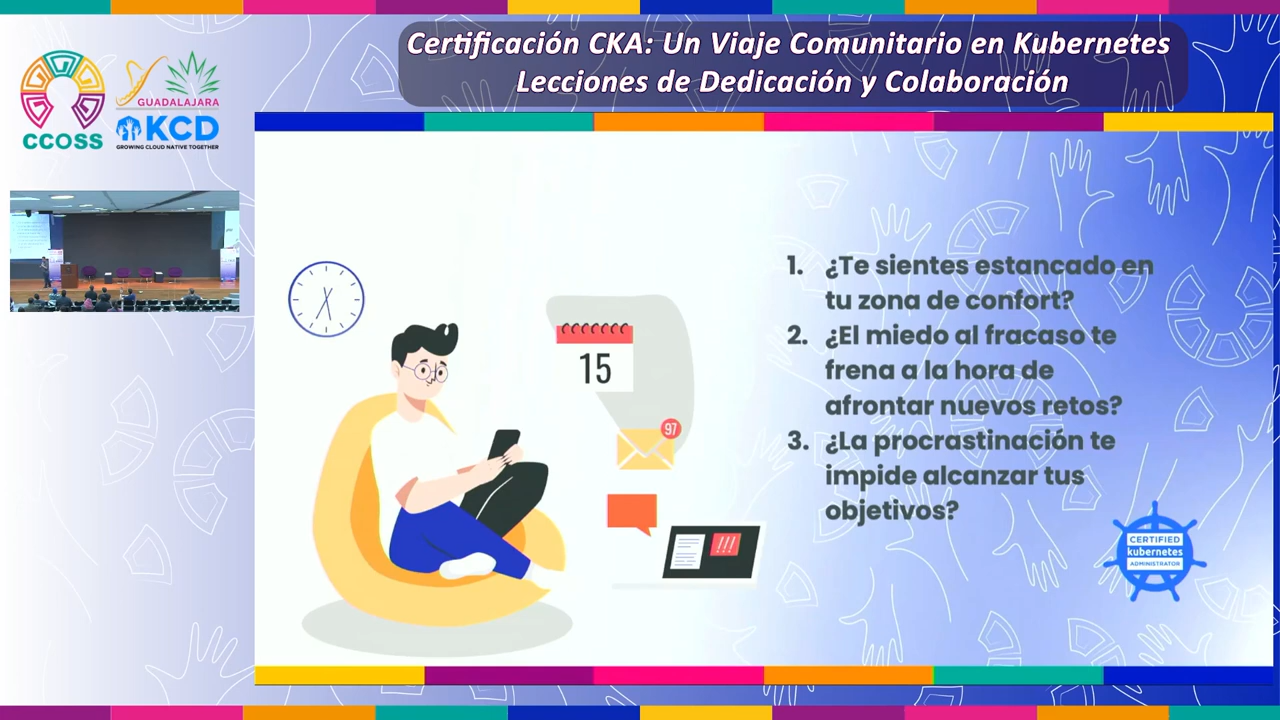 Certificación CKA: Un Viaje Comunitario en Kubernetes
Lecciones de Dedicación y Colaboración
CCOSS
GUADALAJARA
KCD
GROWING CLOUD NATIVE TOGETHER
15
97
!!!
1. ¿Te sientes estancado en
tu zona de confort?
2. ¿El miedo al fracaso te
frena a la hora de
afrontar nuevos retos?
3. ¿La procrastinación te
impide alcanzar tus
objetivos?
CERTIFIED
kubernetes
ADMINISTRATOR